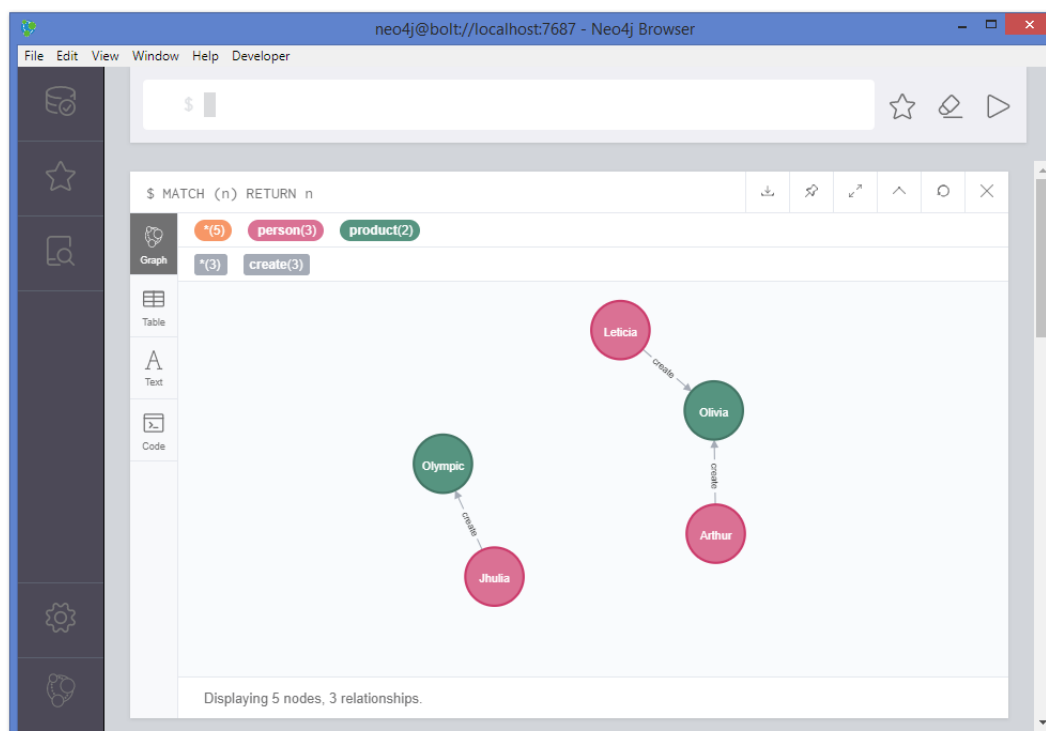 neo4j@bolt://localhost:7687 - Neo4j Browser
File Edit View Window Help Developer
$
$ MATCH (n) RETURN n
*(5) person(3) product(2)
Graph
*(3) create(3)
Table
Text
Code
Leticia
create
Olivia
create
Arthur
Olympic
create
Jhulia
Displaying 5 nodes, 3 relationships.